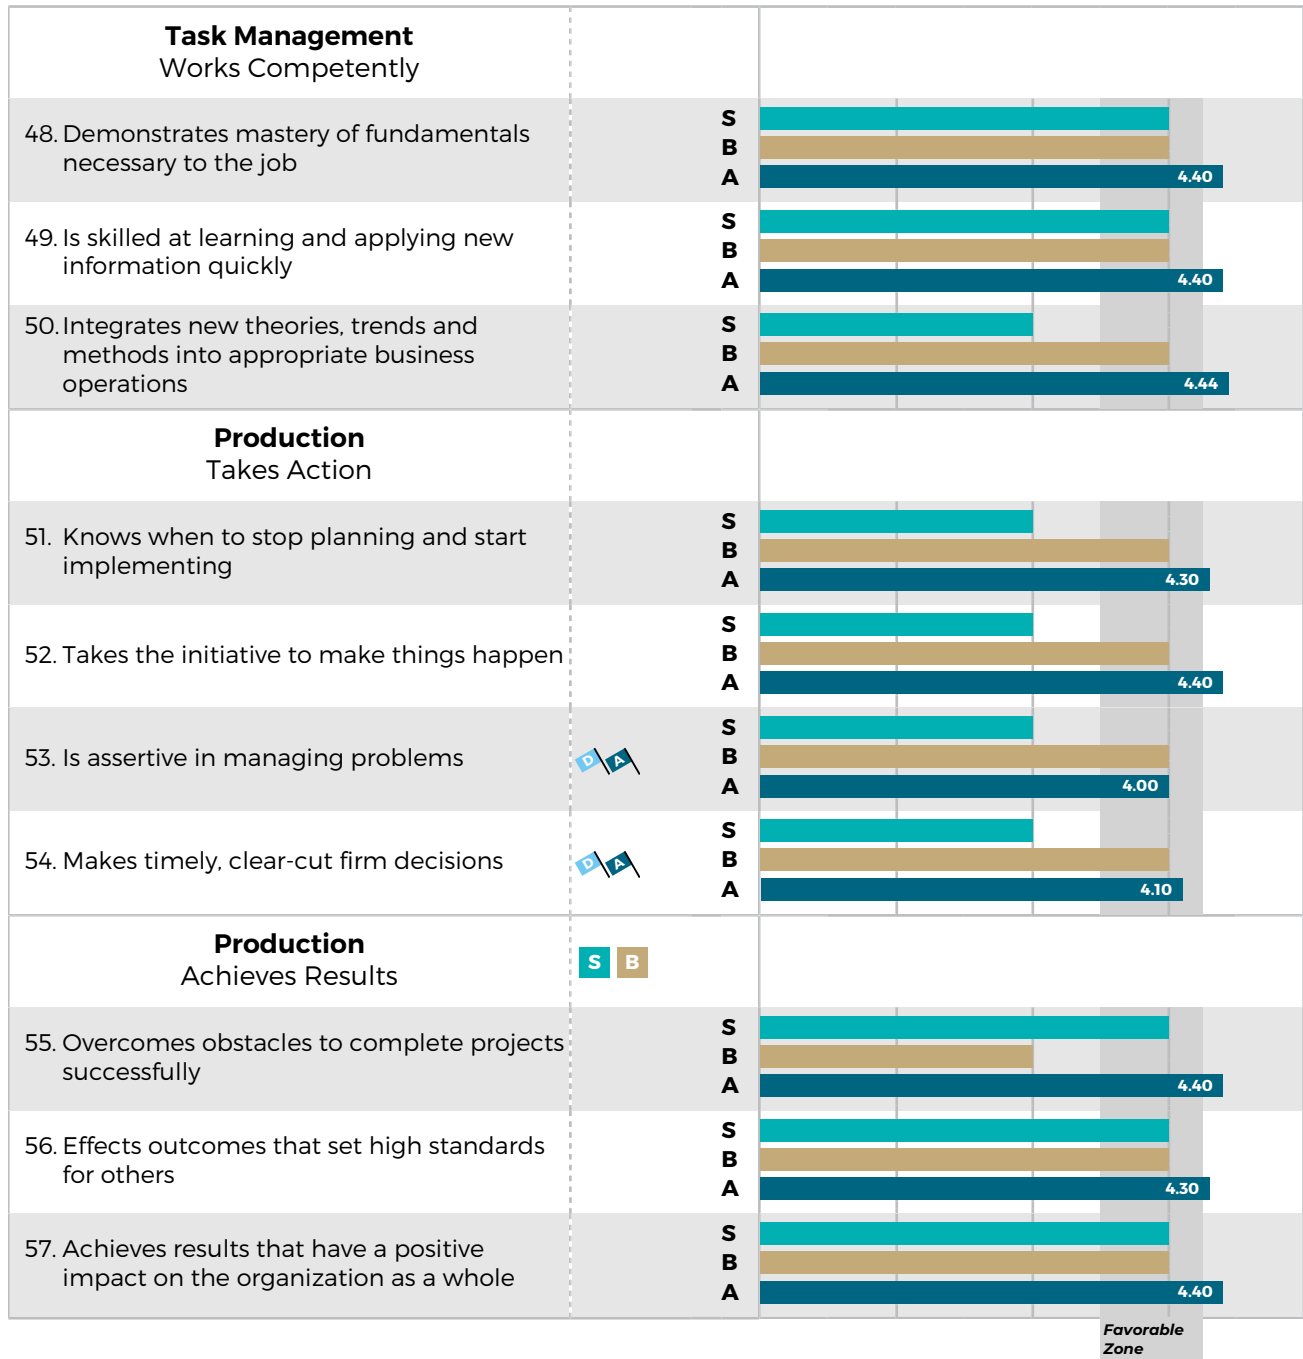 Task Management
Works Competently
48. Demonstrates mastery of fundamentals
necessary to the job
S
B
A
4.40
49. Is skilled at learning and applying new
information quickly
S
B
A
4.40
50. Integrates new theories, trends and
methods into appropriate business
operations
S
B
A
4.44
Production
Takes Action
51. Knows when to stop planning and start
implementing
S
B
A
4.30
52. Takes the initiative to make things happen
S
B
A
4.40
53. Is assertive in managing problems
D A
S
B
A
4.00
54. Makes timely, clear-cut firm decisions
D A
S
B
A
4.10
Production
Achieves Results
S B
55. Overcomes obstacles to complete projects
successfully
S
B
A
4.40
56. Effects outcomes that set high standards
for others
S
B
A
4.30
57. Achieves results that have a positive
impact on the organization as a whole
S
B
A
4.40
Favorable
Zone